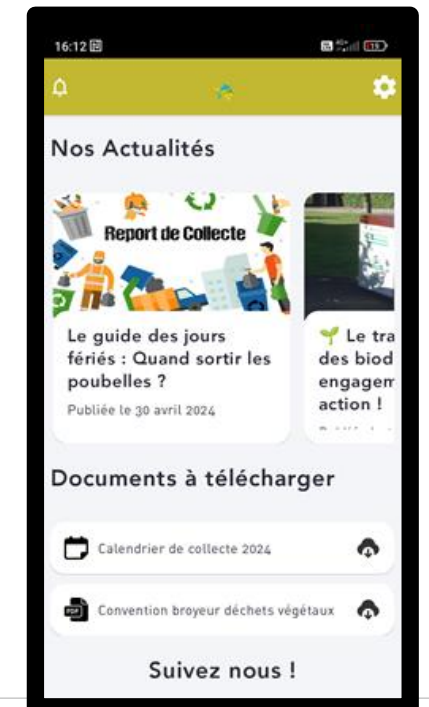 16:12
Nos Actualités
Report de Collecte
Le guide des jours
fériés : Quand sortir les
poubelles ?
Publiée le 30 avril 2024
🌱 Le tra
des biod
engagem
action !
Documents à télécharger
Calendrier de collecte 2024
PDF
Convention broyeur déchets végétaux
Suivez nous !